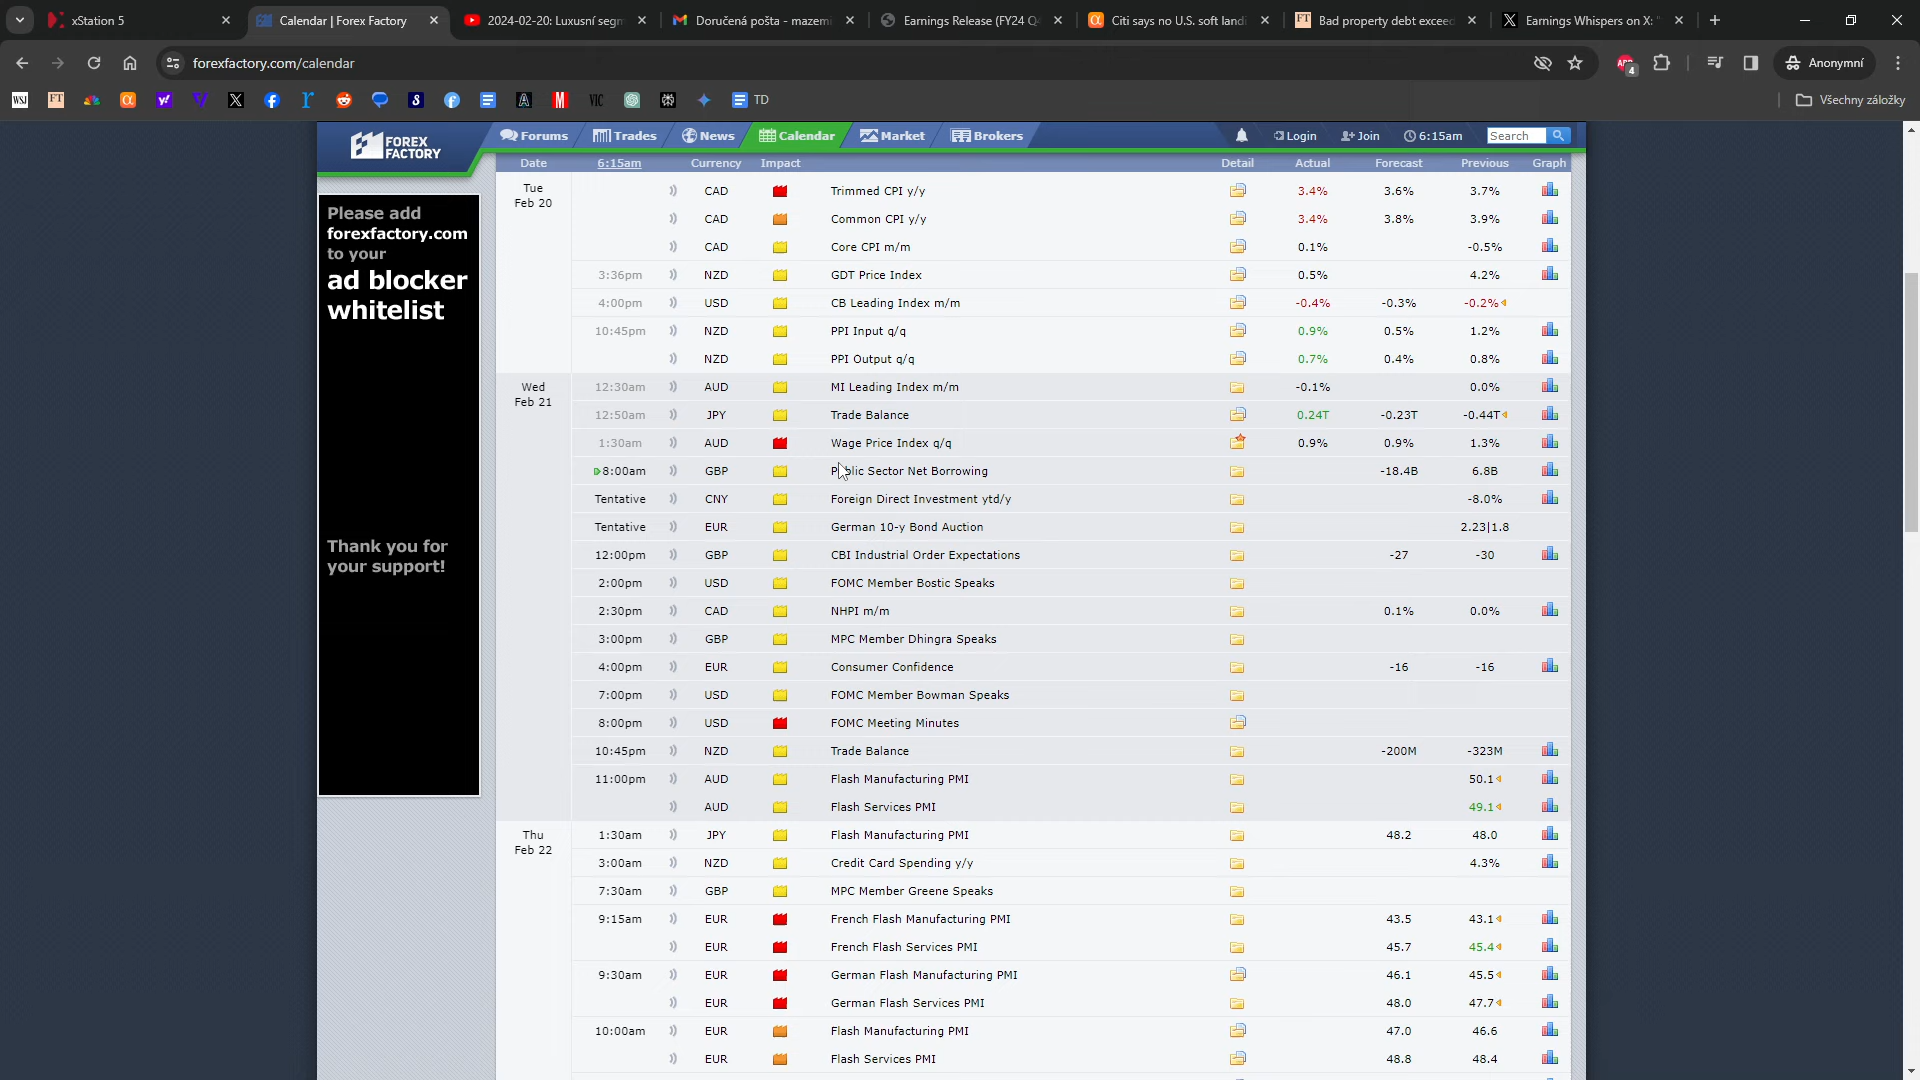 xStation 5
Calendar | Forex Factory
2024-02-20: Luxusní segm
Doručená pošta - mazemi
Earnings Release (FY24 Q
Citi says no U.S. soft landi
Bad property debt exceed
Earnings Whispers on X: "
forexfactory.com/calendar
4
Anonymní
WSJ
FT
VIC
TD
Všechny záložky
FOREX FACTORY
Forums
Trades
News
Calendar
Market
Brokers
Login
Join
6:15am
Search
Date 6:15am Currency Impact Detail Actual Forecast Previous Graph
Tue Feb 20
CAD Trimmed CPI y/y 3.4% 3.6% 3.7%
CAD Common CPI y/y 3.4% 3.8% 3.9%
CAD Core CPI m/m 0.1% -0.5%
3:36pm NZD GDT Price Index 0.5% 4.2%
4:00pm USD CB Leading Index m/m -0.4% -0.3% -0.2%
10:45pm NZD PPI Input q/q 0.9% 0.5% 1.2%
NZD PPI Output q/q 0.7% 0.4% 0.8%
Wed Feb 21
12:30am AUD MI Leading Index m/m -0.1% 0.0%
12:50am JPY Trade Balance 0.24T -0.23T -0.44T
1:30am AUD Wage Price Index q/q 0.9% 0.9% 1.3%
8:00am GBP Public Sector Net Borrowing -18.4B 6.8B
Tentative CNY Foreign Direct Investment ytd/y -8.0%
Tentative EUR German 10-y Bond Auction 2.23|1.8
12:00pm GBP CBI Industrial Order Expectations -27 -30
2:00pm USD FOMC Member Bostic Speaks
2:30pm CAD NHPI m/m 0.1% 0.0%
3:00pm GBP MPC Member Dhingra Speaks
4:00pm EUR Consumer Confidence -16 -16
7:00pm USD FOMC Member Bowman Speaks
8:00pm USD FOMC Meeting Minutes
10:45pm NZD Trade Balance -200M -323M
11:00pm AUD Flash Manufacturing PMI 50.1
AUD Flash Services PMI 49.1
Thu Feb 22
1:30am JPY Flash Manufacturing PMI 48.2 48.0
3:00am NZD Credit Card Spending y/y 4.3%
7:30am GBP MPC Member Greene Speaks
9:15am EUR French Flash Manufacturing PMI 43.5 43.1
EUR French Flash Services PMI 45.7 45.4
9:30am EUR German Flash Manufacturing PMI 46.1 45.5
EUR German Flash Services PMI 48.0 47.7
10:00am EUR Flash Manufacturing PMI 47.0 46.6
EUR Flash Services PMI 48.8 48.4
Please add
forexfactory.com
to your
ad blocker
whitelist
Thank you for
your support!